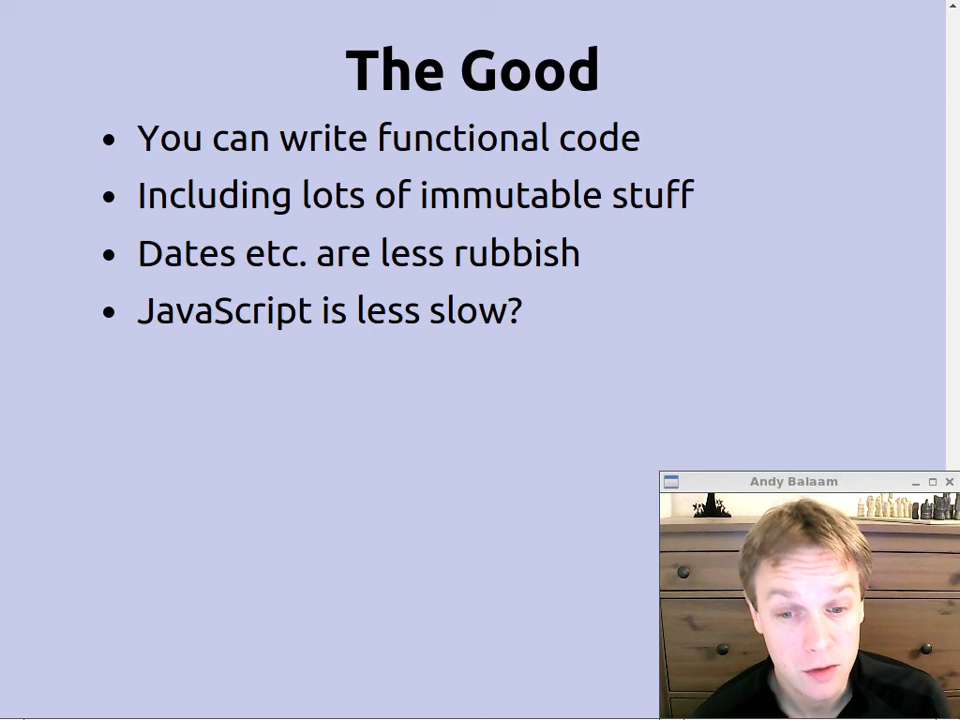 The Good
• You can write functional code
• Including lots of immutable stuff
• Dates etc. are less rubbish
• JavaScript is less slow?
Andy Balaam